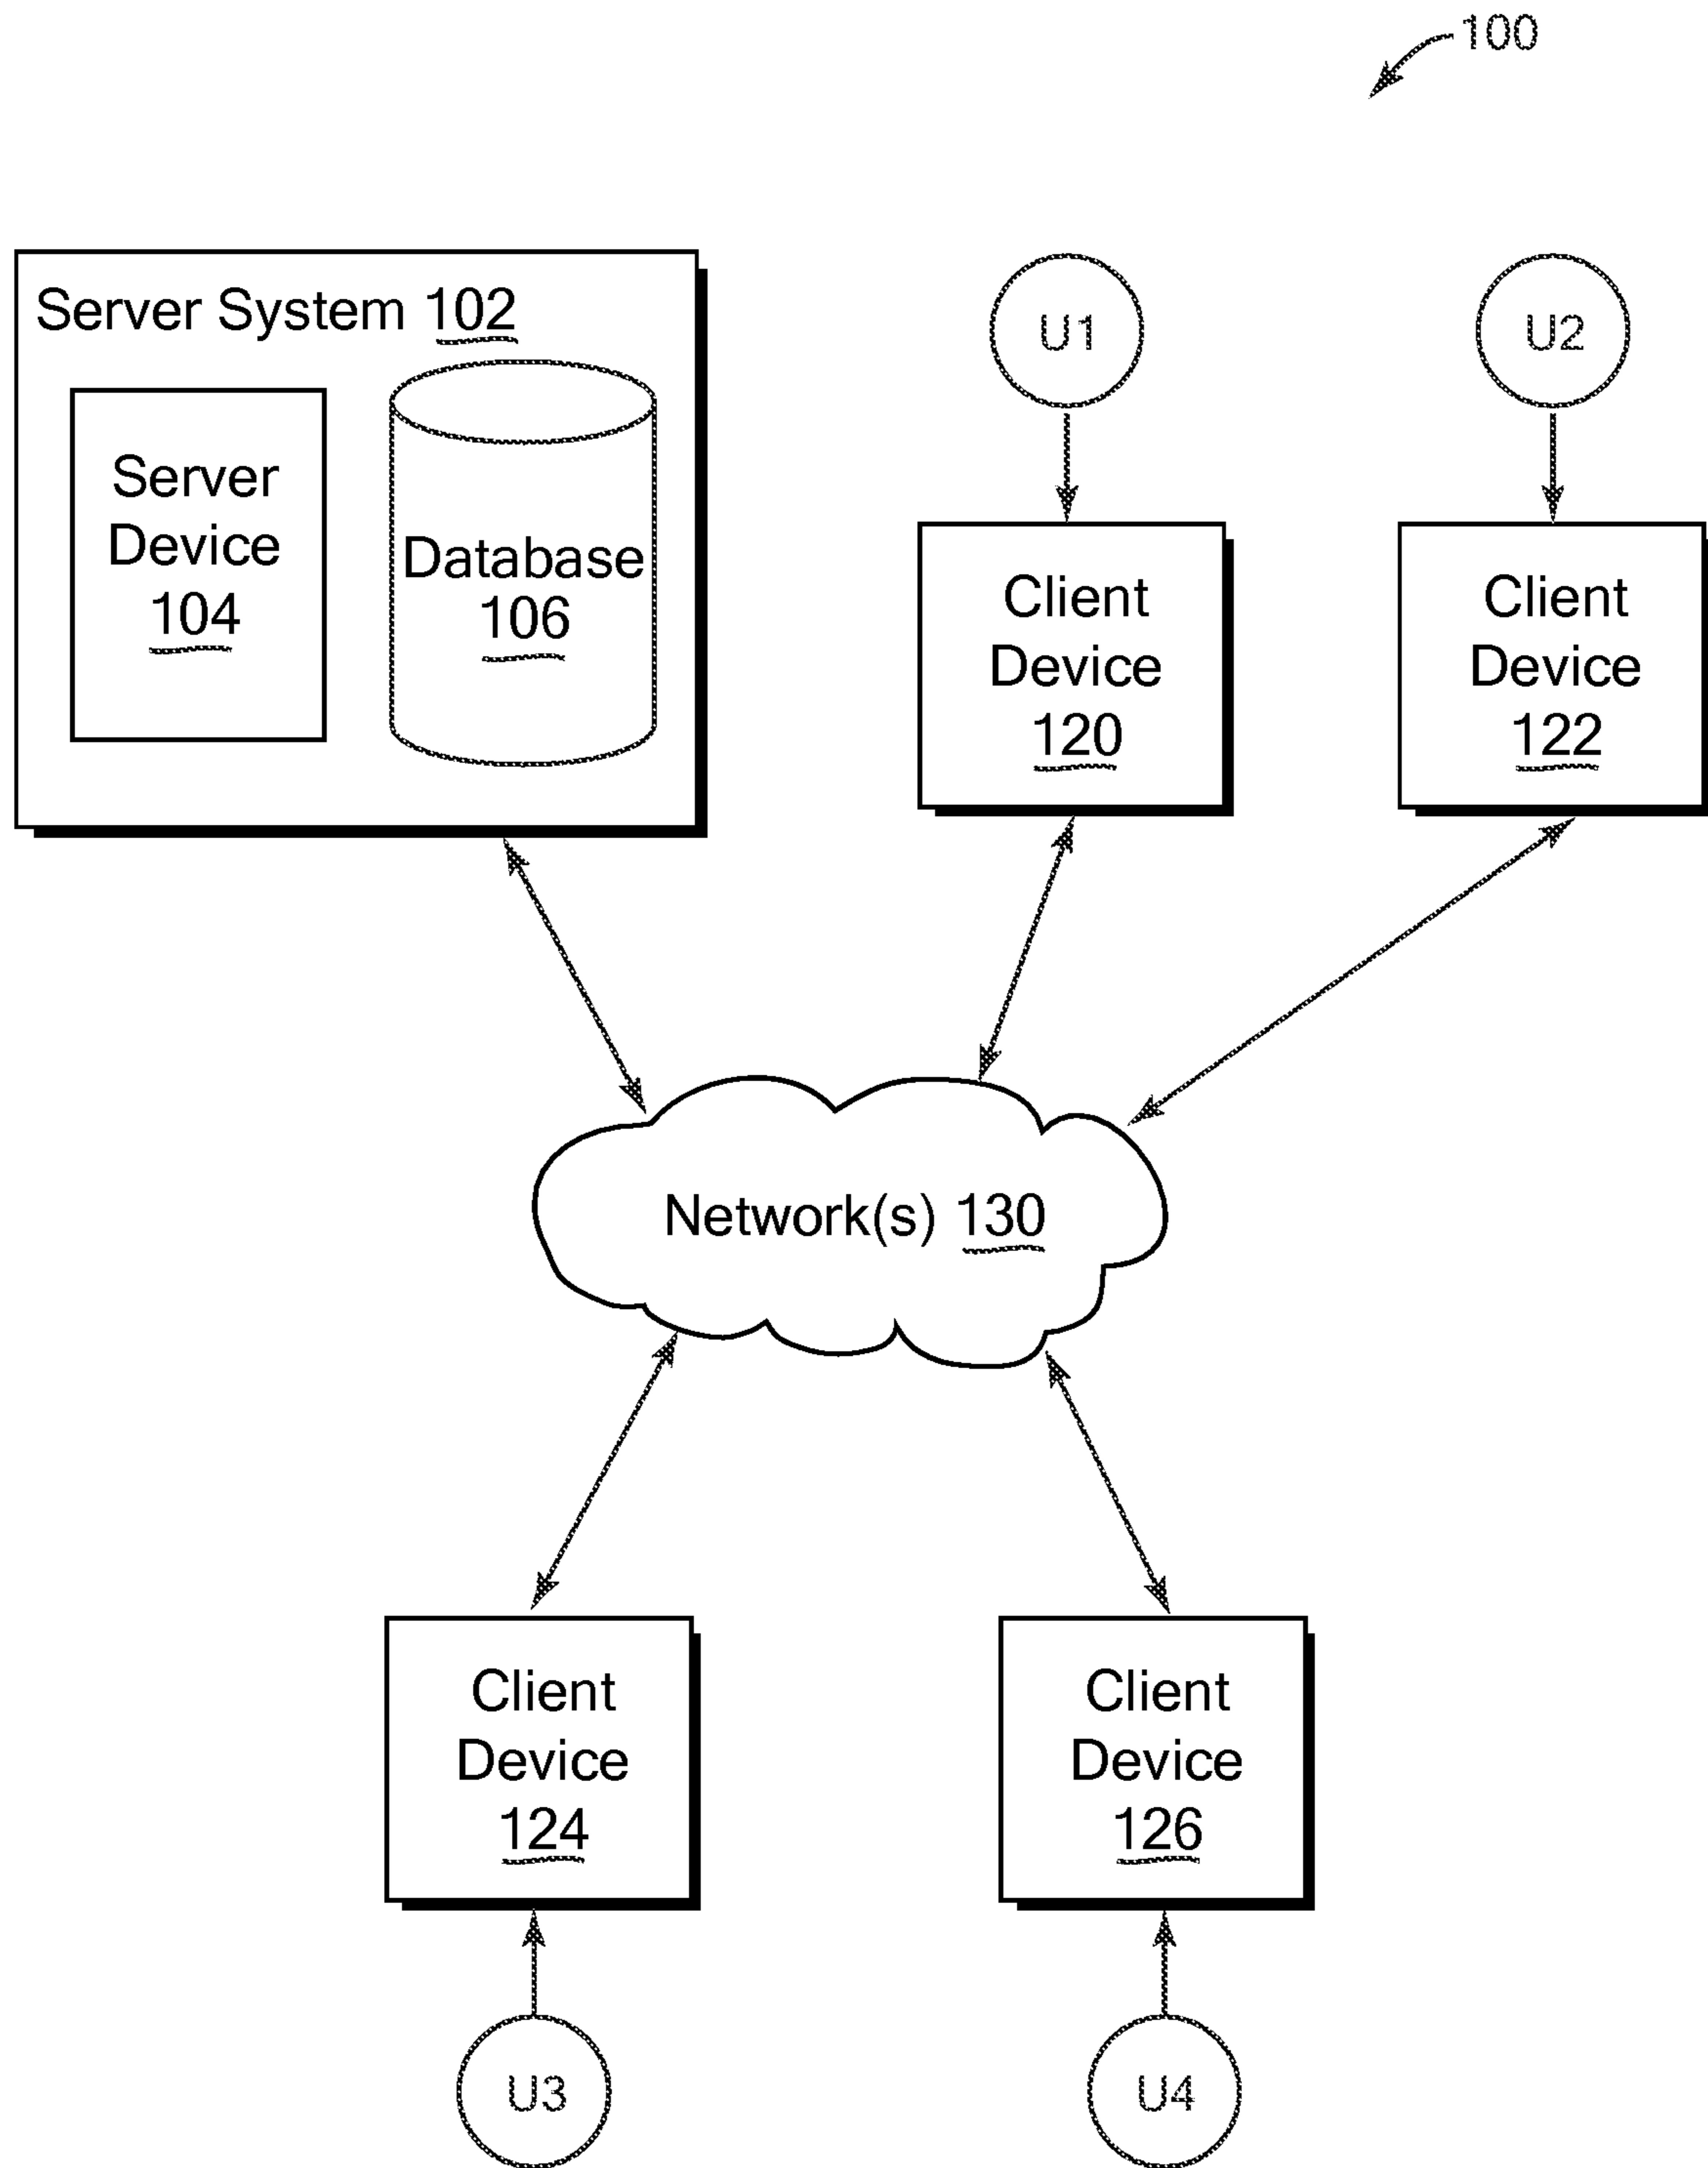 100
Server System 102
Server
Device
104
Database
106
U1
U2
Client
Device
120
Client
Device
122
Network(s) 130
Client
Device
124
Client
Device
126
U3
U4